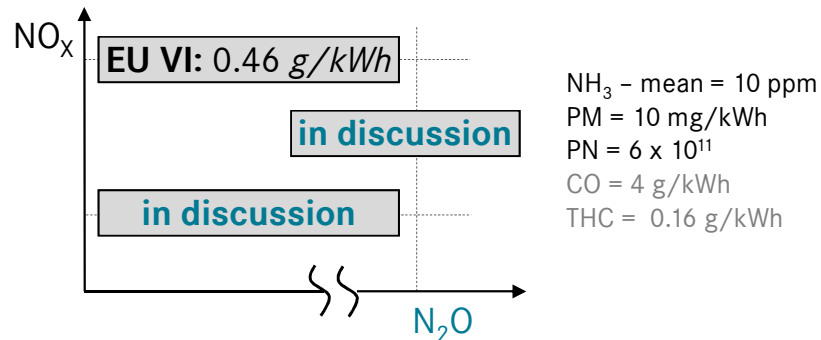 NOₓ
EU VI: 0.46 g/kWh
in discussion
in discussion
N₂O
NH₃ – mean = 10 ppm
PM = 10 mg/kWh
PN = 6 x 10¹¹
CO = 4 g/kWh
THC =  0.16 g/kWh